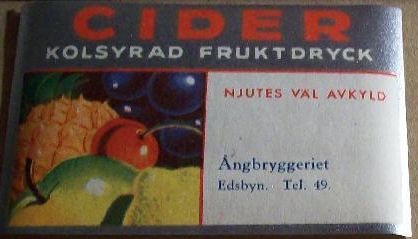 CIDER
KOLSYRAD FRUKTDRYCK
NJUTES VÄL AVKYLD
Ångbryggeriet
Edsbyn. Tel. 49.